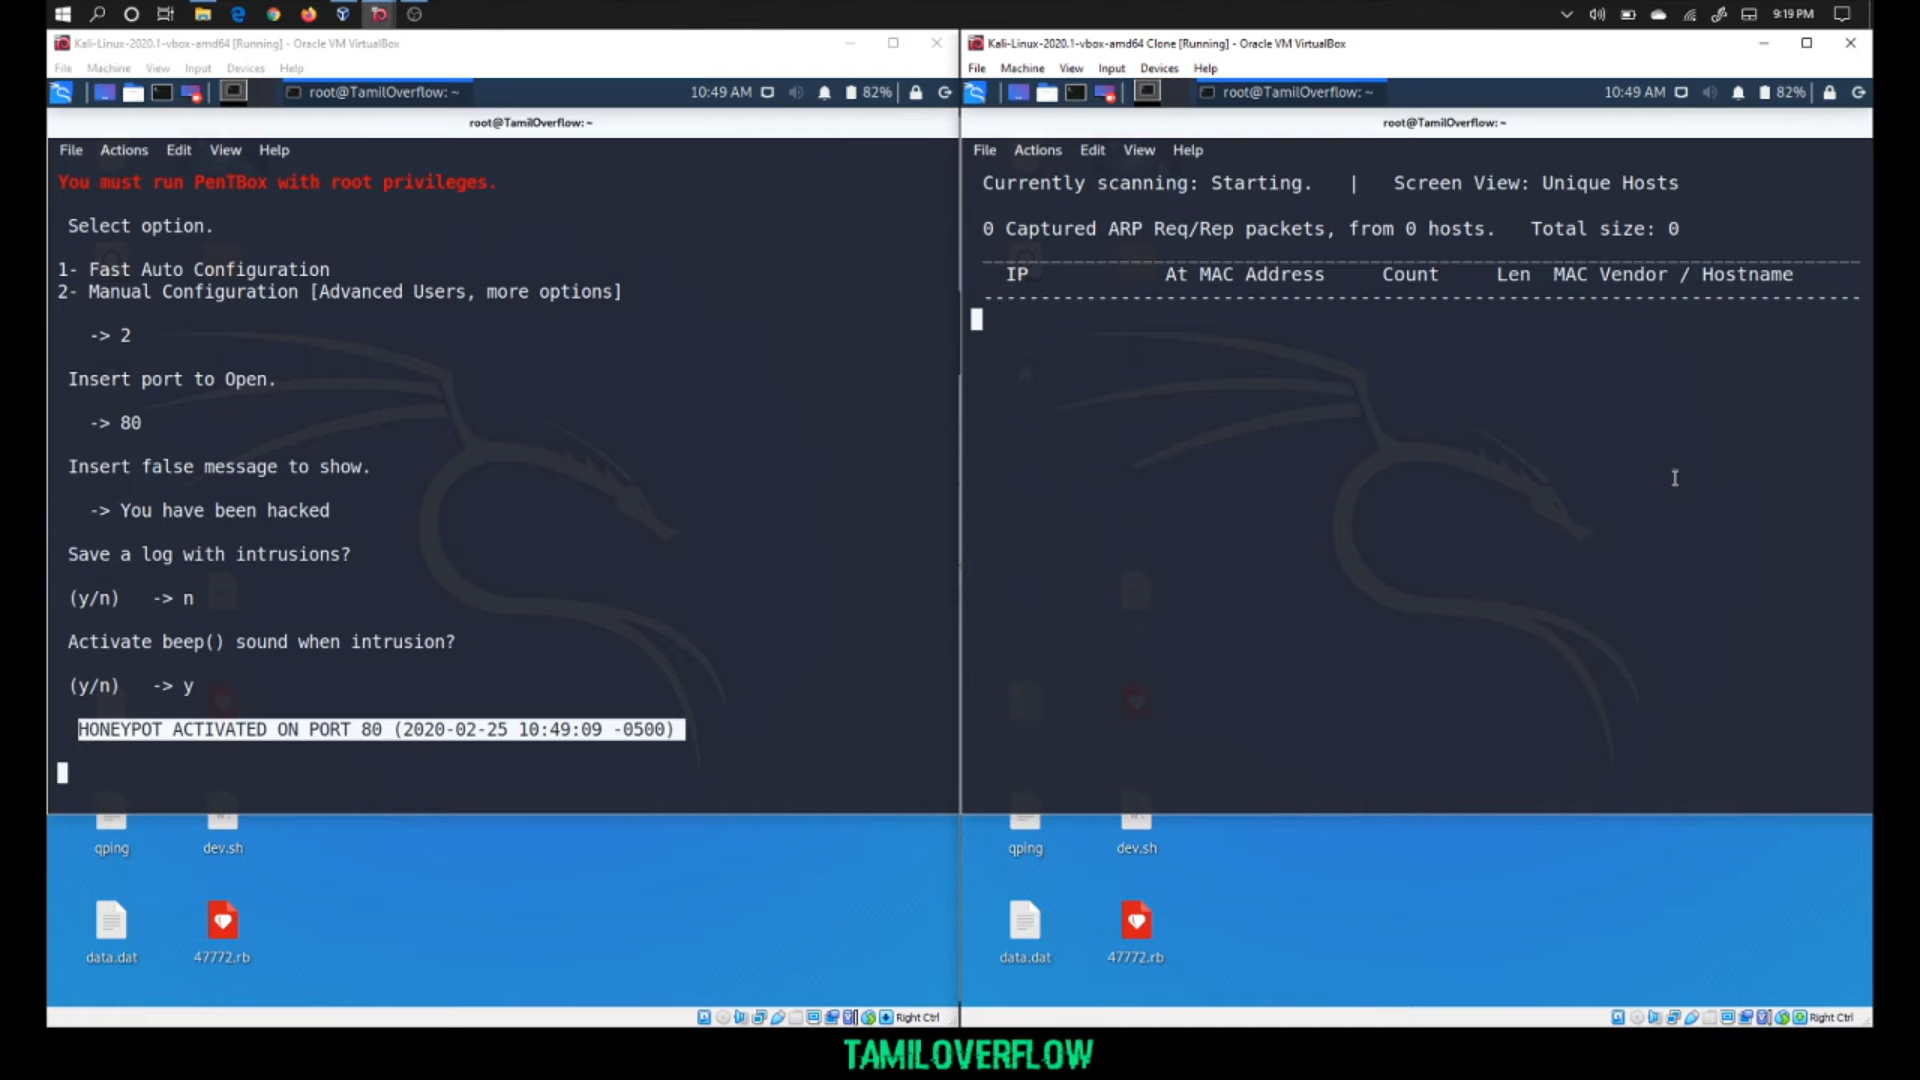 9:19 PM
Kali-Linux-2020.1-vbox-amd64 [Running] - Oracle VM VirtualBox
File Machine View Input Devices Help
root@TamilOverflow: ~
10:49 AM
82%
root@TamilOverflow: ~
File Actions Edit View Help
You must run PenTBox with root privileges.
Select option.
1- Fast Auto Configuration
2- Manual Configuration [Advanced Users, more options]
-> 2
Insert port to Open.
-> 80
Insert false message to show.
-> You have been hacked
Save a log with intrusions?
(y/n) -> n
Activate beep() sound when intrusion?
(y/n) -> y
HONEYPOT ACTIVATED ON PORT 80 (2020-02-25 10:49:09 -0500)
qping
dev.sh
data.dat
47772.rb
Right Ctrl
Kali-Linux-2020.1-vbox-amd64 Clone [Running] - Oracle VM VirtualBox
File Machine View Input Devices Help
root@TamilOverflow: ~
10:49 AM
82%
root@TamilOverflow: ~
File Actions Edit View Help
Currently scanning: Starting. | Screen View: Unique Hosts
0 Captured ARP Req/Rep packets, from 0 hosts. Total size: 0
IP At MAC Address Count Len MAC Vendor / Hostname
qping
dev.sh
data.dat
47772.rb
Right Ctrl
TAMILOVERFLOW